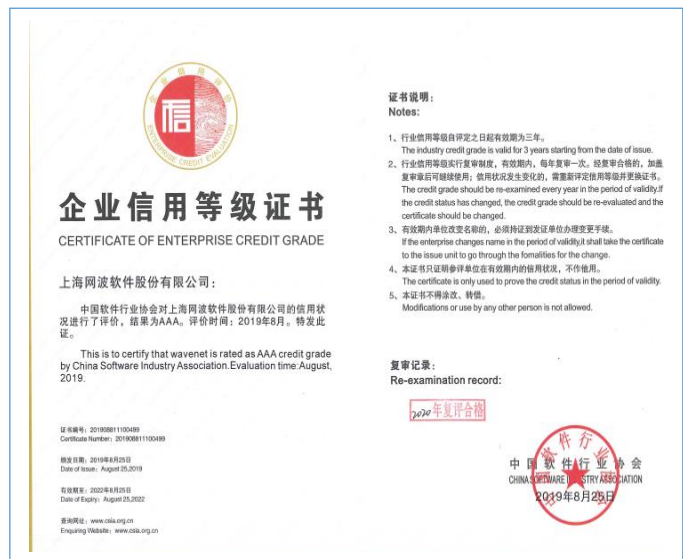 企业信用评价
信
ENTERPRISE CREDIT EVALUATION
企业信用等级证书
CERTIFICATE OF ENTERPRISE CREDIT GRADE
上海网波软件股份有限公司：
中国软件行业协会对上海网波软件股份有限公司的信用状
况进行了评价，结果为AAA。评价时间：2019年8月。特发此
证。
This is to certify that wavenet is rated as AAA credit grade
by China Software Industry Association.Evaluation time:August,
2019.
证书编号：201908811100499
Certificate Number：201908811100499
颁发日期：2019年8月25日
Date of Issue：August 25,2019
有效期至：2022年8月25日
Date of Expiry：August 25,2022
查询网址：www.csia.org.cn
Enquiring Website：www.csia.org.cn
证书说明：
Notes:
1、行业信用等级自评定之日起有效期为三年。
The industry credit grade is valid for 3 years starting from the date of issue.
2、行业信用等级实行复审制度，有效期内，每年复审一次。经复审合格的，加盖
复审章后可继续使用；信用状况发生变化的，需重新评定信用等级并更换证书。
The credit grade should be re-examined every year in the period of validity.If
the credit status has changed, the credit grade should be re-evaluated and the
certificate should be changed.
3、有效期内单位改变名称的，必须持证到发证单位办理变更手续。
If the enterprise changes name in the period of validity,it shall take the certificate
to the issue unit to go through the fomalities for the change.
4、本证书只证明参评单位在有效期内的信用状况，不作他用。
The certificate is only used to prove the credit status in the period of validity.
5、本证书不得涂改、转借。
Modifications or use by any other person is not allowed.
复审记录：
Re-examination record:
2020年复评合格
中国软件行业协会
CHINA SOFTWARE INDUSTRY ASSOCIATION
2019年8月25日
中国软件行业协会